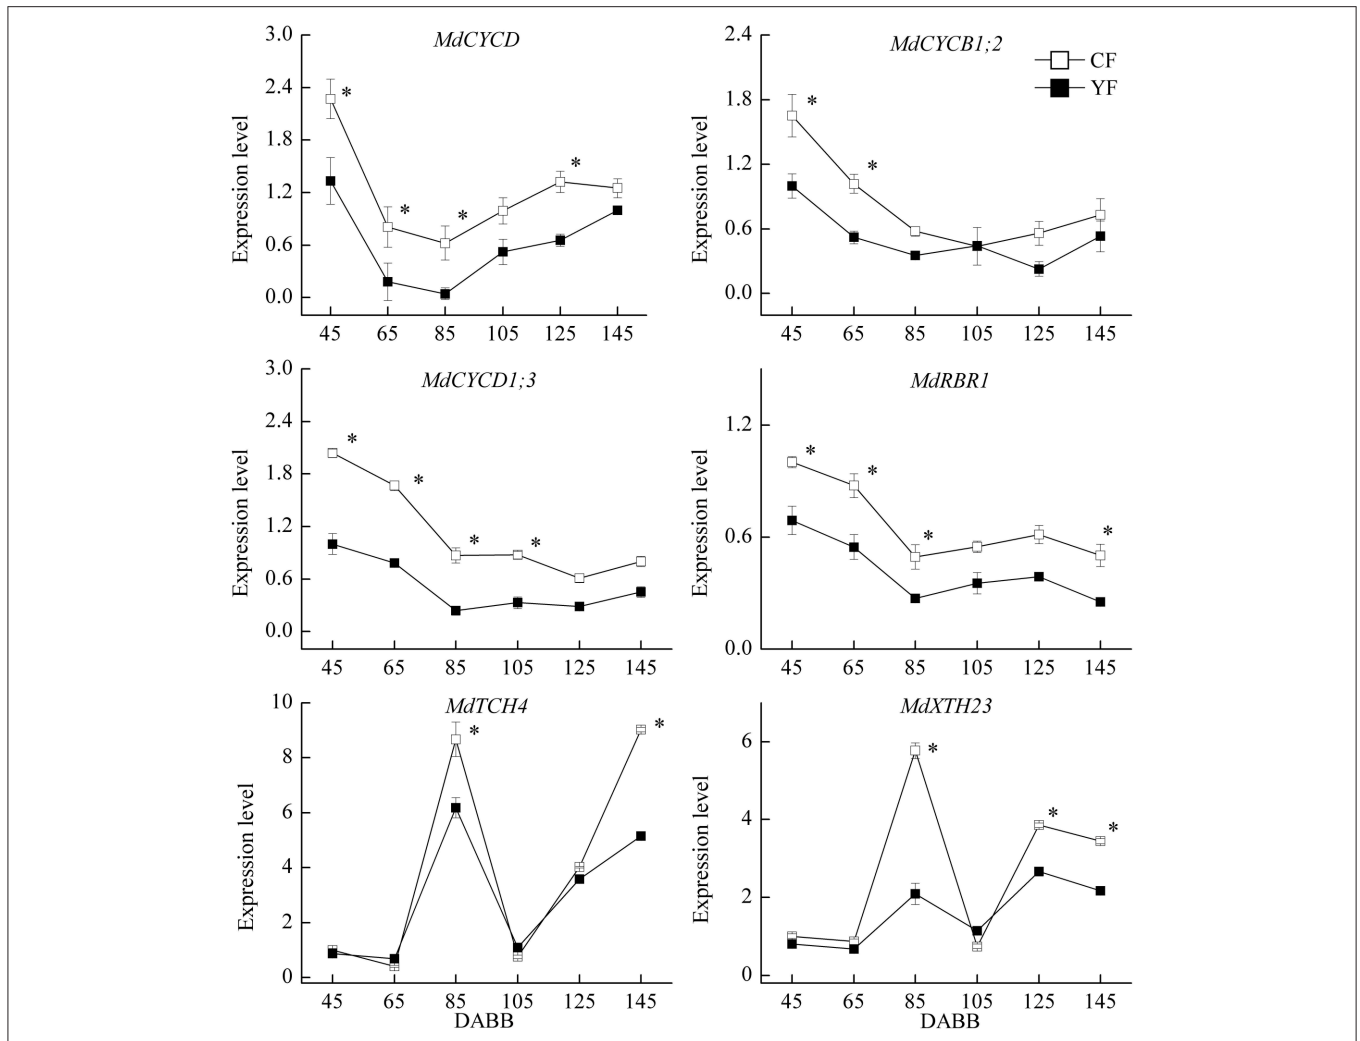 MdCYCD
Expression level
3.0
2.4
1.8
1.2
0.6
0.0
* * * *
45 65 85 105 125 145
MdCYCB1;2
CF
YF
Expression level
2.4
1.8
1.2
0.6
0.0
* *
45 65 85 105 125 145
MdCYCD1;3
Expression level
3.0
2.4
1.8
1.2
0.6
0.0
* * * *
45 65 85 105 125 145
MdRBR1
Expression level
1.2
0.6
0.0
* * * *
45 65 85 105 125 145
MdTCH4
Expression level
10
8
6
4
2
0
* *
45 65 85 105 125 145
DABB
MdXTH23
Expression level
6
4
2
0
* * *
45 65 85 105 125 145
DABB